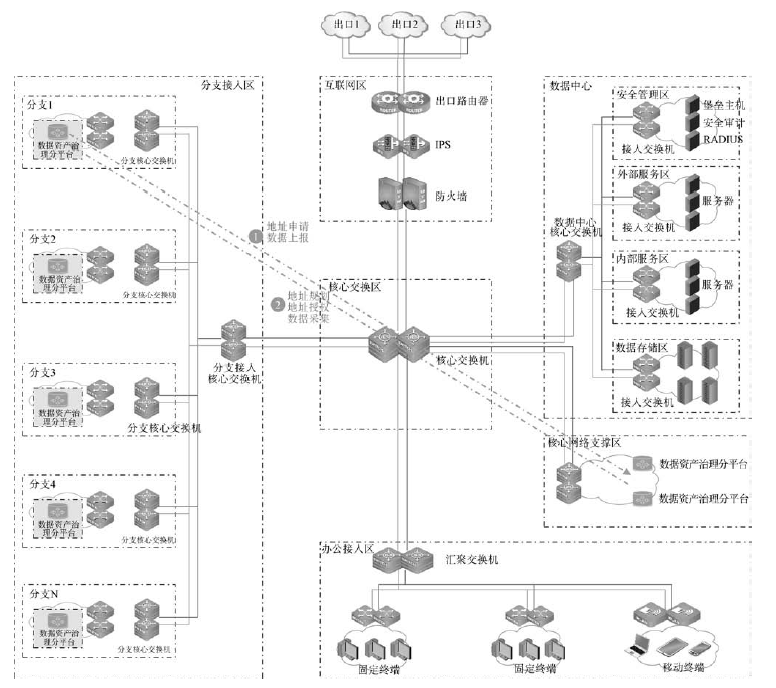 出口1
出口2
出口3
分支接入区
分支1
数据资产治
理分平台
分支核心交换机
分支2
数据资产治
理分平台
分支核心交换机
分支3
数据资产治
理分平台
分支核心交换机
分支4
数据资产治
理分平台
分支核心交换机
分支N
数据资产治
理分平台
分支核心交换机
分支接入
核心交换机
1
地址申请
数据上报
2
地址规划
地址授权
数据采集
互联网区
出口路由器
IPS
防火墙
核心交换区
核心交换机
数据中心
数据中心
核心交换机
安全管理区
堡垒主机
安全审计
RADIUS
接入交换机
外部服务区
服务器
接入交换机
内部服务区
服务器
接入交换机
数据存储区
接入交换机
核心网络支撑区
数据资产治理分平台
数据资产治理分平台
办公接入区
汇聚交换机
固定终端
固定终端
移动终端